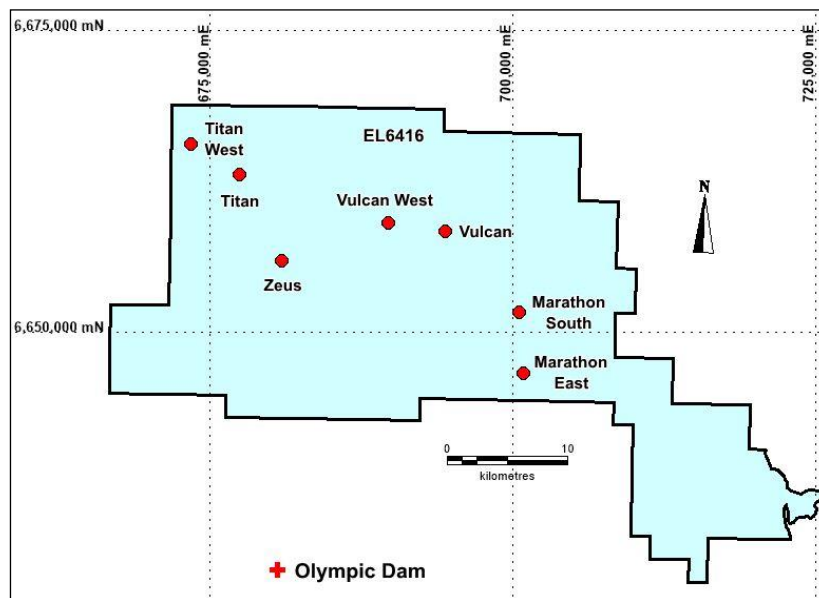 6,675,000 mN
675,000 mE
700,000 mE
725,000 mE
Titan
West
EL6416
Titan
Vulcan West
Vulcan
N
Zeus
Marathon
South
6,650,000 mN
Marathon
East
0 10
kilometres
Olympic Dam